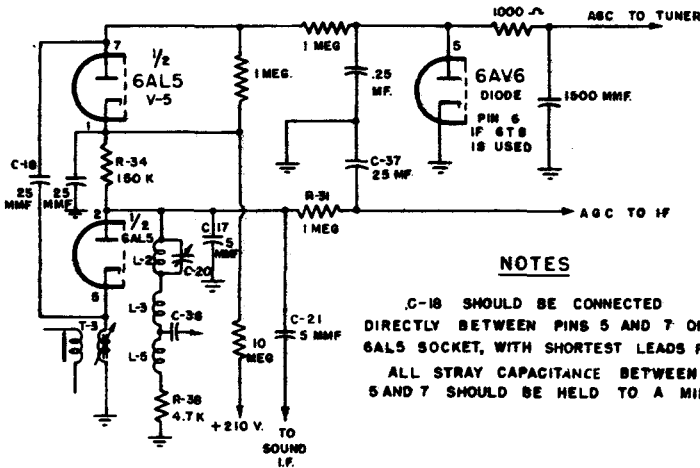 1000 Ω
AGC TO TUNER
7
1/2
6AL5
V-5
1 MEG
1 MEG.
.25
MF.
5
6AV6
DIODE
PIN 6
IF 6T8
IS USED
1500 MMF.
1
C-18
25
MMF
25
MMF
R-34
150 K
C-37
25 MF.
R-31
1 MEG
AGC TO I-F
2
1/2
6AL5
5
C-17
5
MMF
L-2
C-20
L-3
C-36
L-5
T-3
R-38
4.7 K
10
MEG
C-21
5 MMF
+210 V.
TO
SOUND
I.F.
NOTES
C-18 SHOULD BE CONNECTED
DIRECTLY BETWEEN PINS 5 AND 7 OF
6AL5 SOCKET, WITH SHORTEST LEADS
ALL STRAY CAPACITANCE BETWEEN
5 AND 7 SHOULD BE HELD TO A